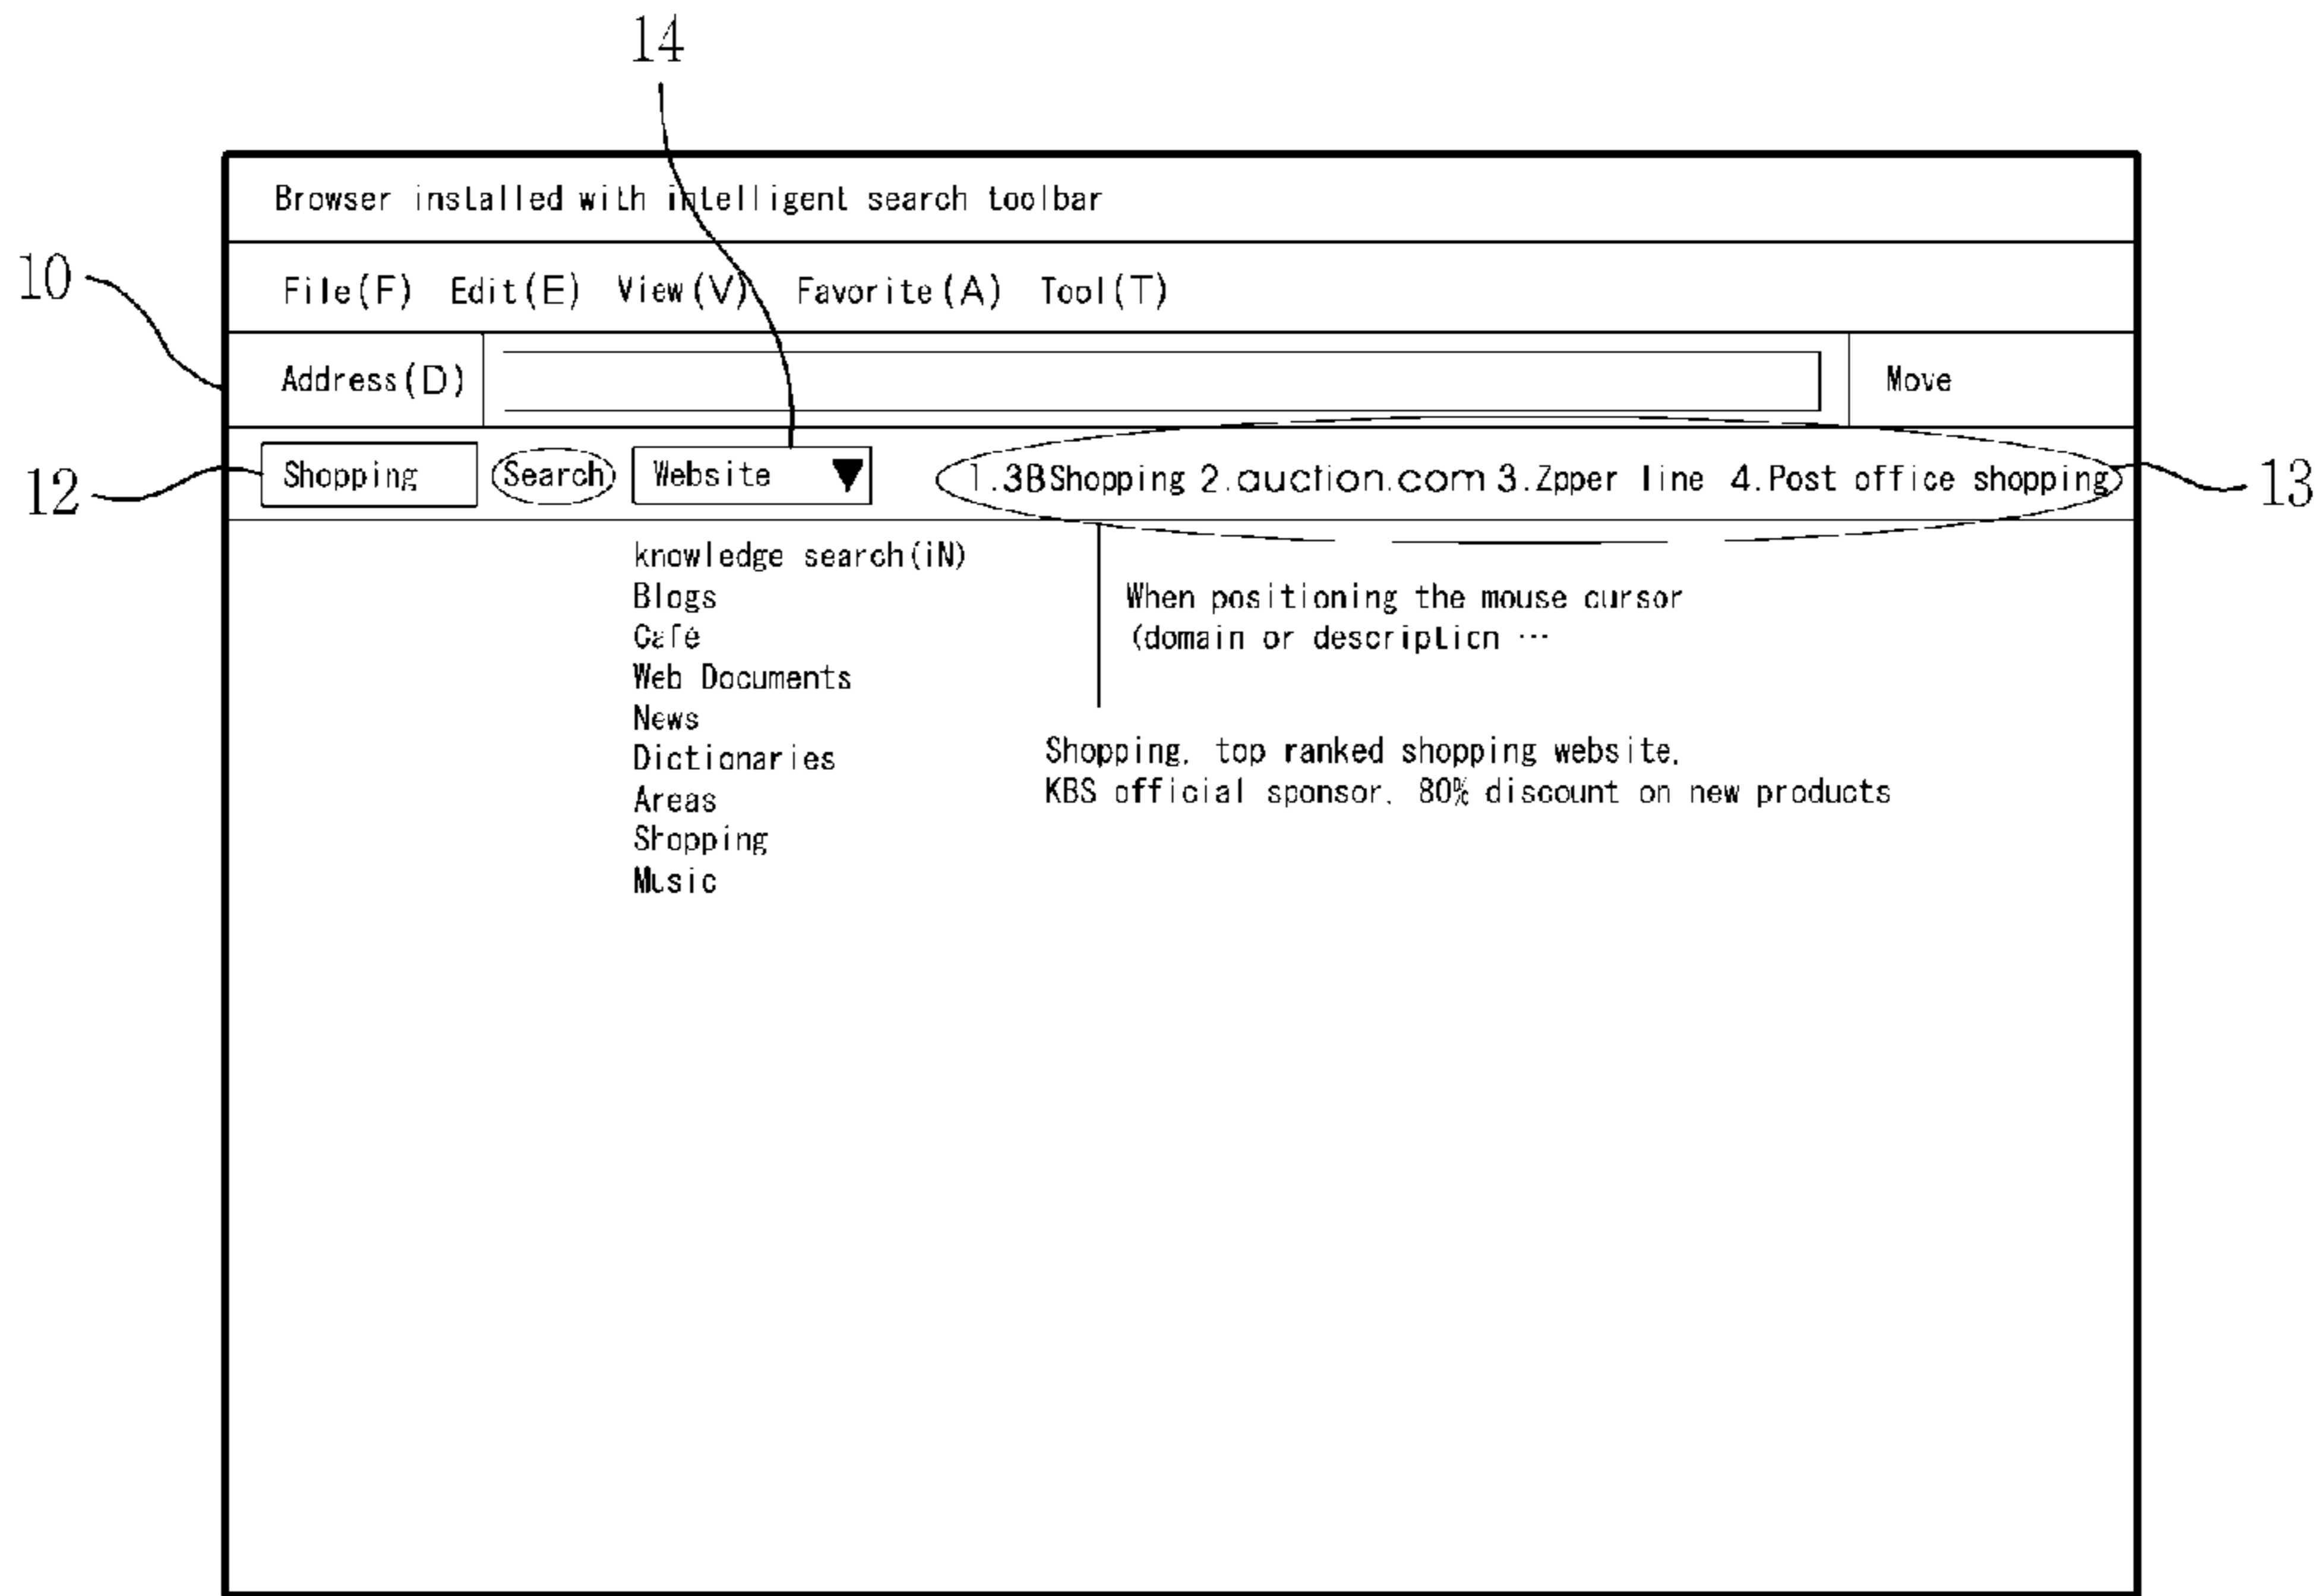 14
Browser installed with intelligent search toolbar
10
File(F) Edit(E) View(V) Favorite(A) Tool(T)
Address(D) Move
12
Shopping Search Website ▼ 1.3BShopping 2.auction.com 3.Zpper line 4.Post office shopping
13
knowledge search(iN)
Blogs
Café
Web Documents
News
Dictionaries
Areas
Shopping
Music
When positioning the mouse cursor
(domain or description ...
Shopping, top ranked shopping website,
KBS official sponsor, 80% discount on new products